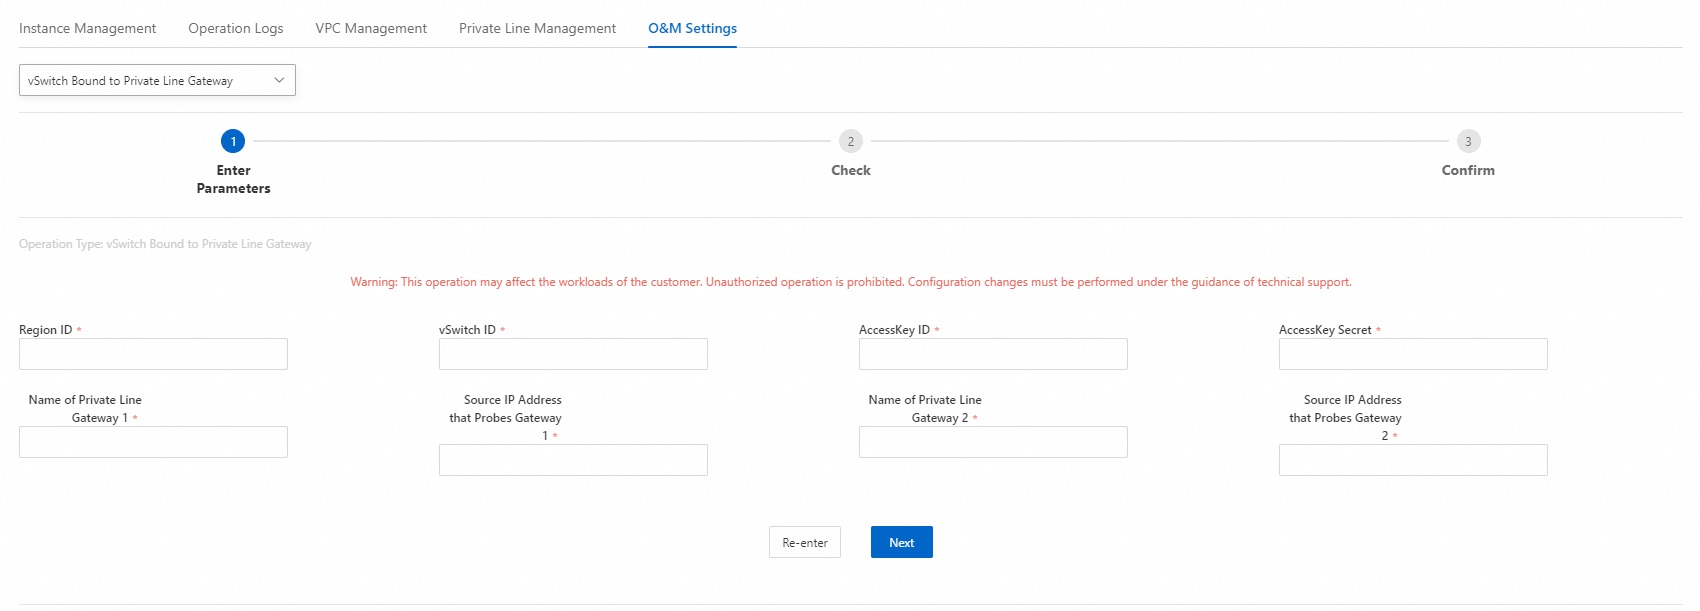 Instance Management Operation Logs VPC Management Private Line Management O&M Settings
vSwitch Bound to Private Line Gateway
1 2 3
Enter Parameters
Check
Confirm
Operation Type: vSwitch Bound to Private Line Gateway
Warning: This operation may affect the workloads of the customer. Unauthorized operation is prohibited. Configuration changes must be performed under the guidance of technical support.
Region ID * vSwitch ID * AccessKey ID * AccessKey Secret *
Name of Private Line
Gateway 1 *
Source IP Address
that Probes Gateway
1 *
Name of Private Line
Gateway 2 *
Source IP Address
that Probes Gateway
2 *
Re-enter Next